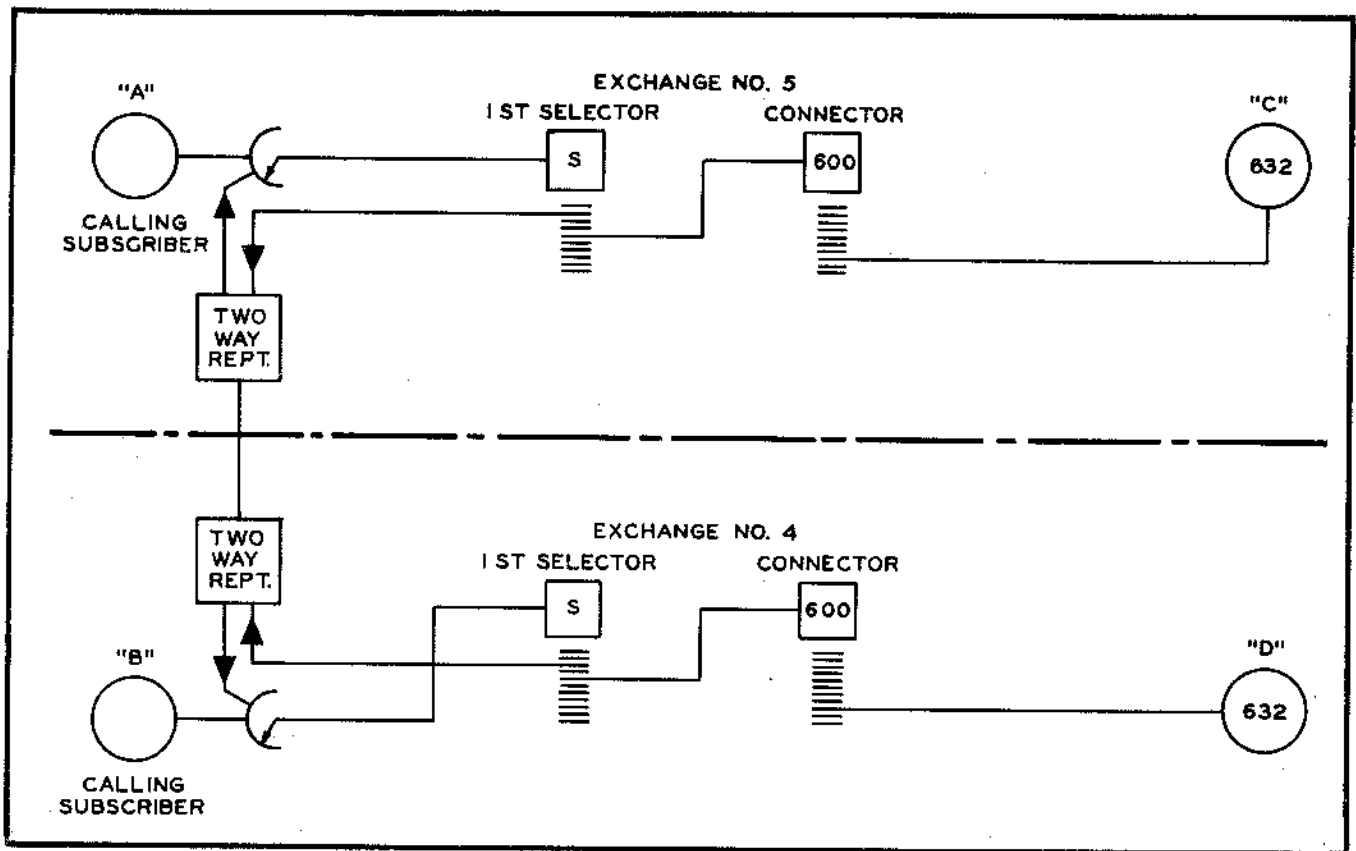 EXCHANGE NO. 5
"A"
1 ST SELECTOR
CONNECTOR
"C"
S
600
632
CALLING
SUBSCRIBER
TWO
WAY
REPT.
TWO
WAY
REPT.
EXCHANGE NO. 4
1 ST SELECTOR
CONNECTOR
S
600
"B"
"D"
632
CALLING
SUBSCRIBER